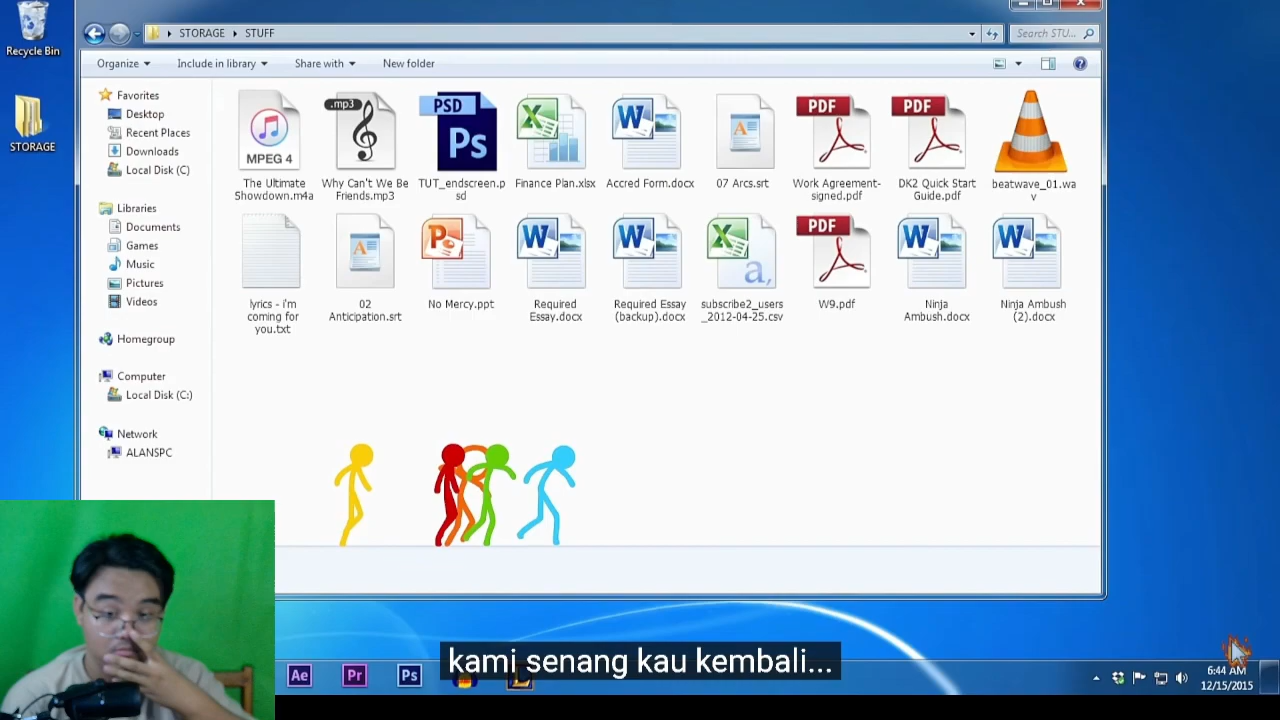 Recycle Bin
STORAGE
STORAGE
STUFF
Search STU...
Organize
Include in library
Share with
New folder
Favorites
Desktop
Recent Places
Downloads
Local Disk (C)
Libraries
Documents
Games
Music
Pictures
Videos
Homegroup
Computer
Local Disk (C:)
Network
ALANSPC
MPEG 4
The Ultimate
Showdown.m4a
.mp3
Why Can't We Be
Friends.mp3
PSD
Ps
TUT_endscreen.p
sd
X
Finance Plan.xlsx
W
Accred Form.docx
A
07 Arcs.srt
PDF
Work Agreement-
signed.pdf
PDF
DK2 Quick Start
Guide.pdf
beatwave_01.wa
v
lyrics - i'm
coming for
you.txt
A
02
Anticipation.srt
P
No Mercy.ppt
W
Required
Essay.docx
W
Required Essay
(backup).docx
X
a,
subscribe2_users
_2012-04-25.csv
PDF
W9.pdf
W
Ninja
Ambush.docx
W
Ninja Ambush
(2).docx
kami senang kau kembali...
Ae
Pr
Ps
6:44 AM
12/15/2015